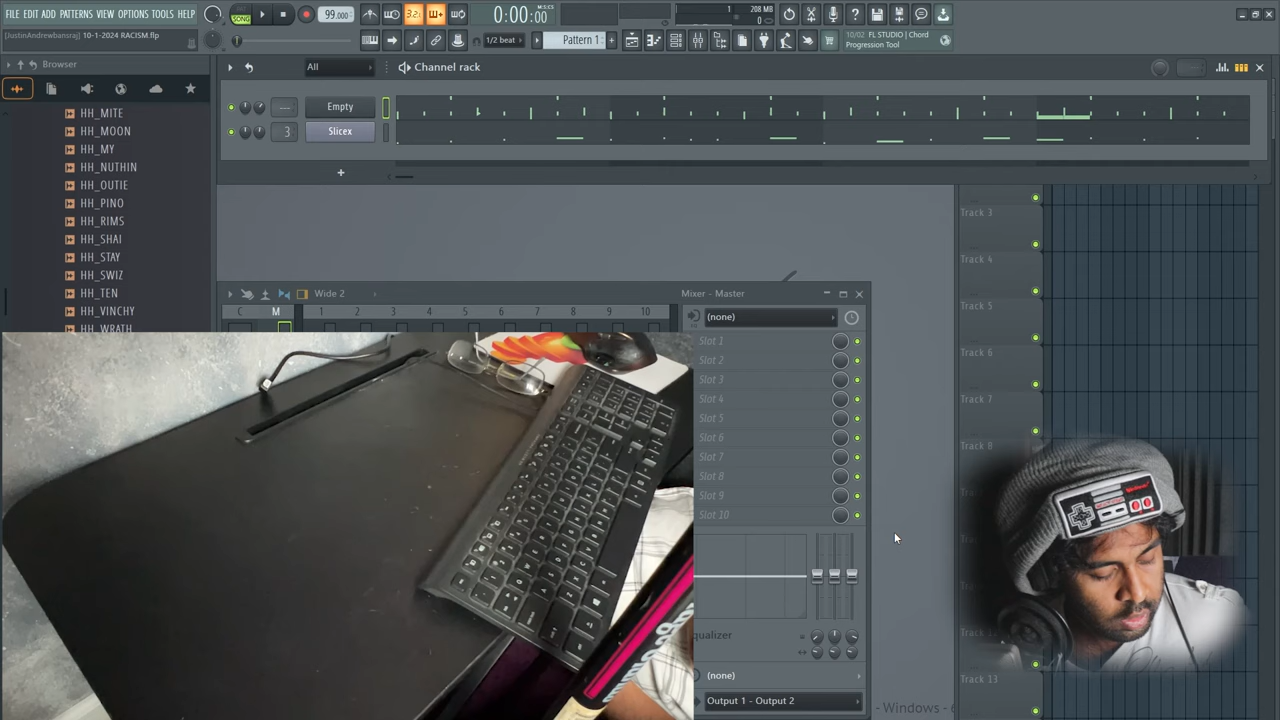 FILE EDIT ADD PATTERNS VIEW OPTIONS TOOLS HELP
SONG
99.000
3.2.
0:00:00
M:S:CS
1
208 MB
0
[JustinAndrewbansraj] 10-1-2024 RACISM.flp
1/2 beat
Pattern 1
10/02 FL STUDIO | Chord
Progression Tool
Browser
All
Channel rack
Empty
3
Slicex
HH_MITE
HH_MOON
HH_MY
HH_NUTHIN
HH_OUTIE
HH_PINO
HH_RIMS
HH_SHAI
HH_STAY
HH_SWIZ
HH_TEN
HH_VINCHY
HH_WRATH
Wide 2
Mixer - Master
C M 1 2 3 4 5 6 7 8 9 10
(none)
Slot 1
Slot 2
Slot 3
Slot 4
Slot 5
Slot 6
Slot 7
Slot 8
Slot 9
Slot 10
qualizer
(none)
Output 1 - Output 2
Track 3
Track 4
Track 5
Track 6
Track 7
Track 8
Track 13
- Windows -